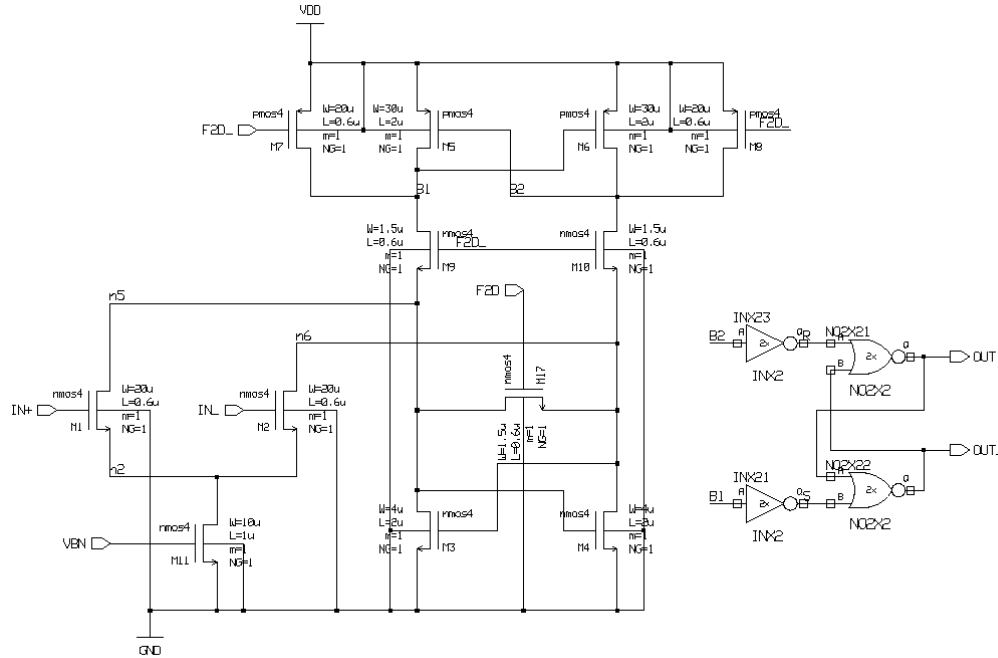 VDD
pmos4
W=20u
L=0.6u
m=1
NG=1
F2D_
M7
W=30u
L=2u
m=1
NG=1
pmos4
M5
pmos4
M6
W=30u
L=2u
m=1
NG=1
W=20u
L=0.6u
m=1
NG=1
pmos4
F2D_
M8
B1
B2
W=1.5u
L=0.6u
m=1
NG=1
nmos4
F2D_
M9
nmos4
M10
W=1.5u
L=0.6u
m=1
NG=1
n5
F2D
n6
nmos4
M17
W=1.5u
L=0.6u
m=1
NG=1
IN+
nmos4
M1
W=20u
L=0.6u
m=1
NG=1
IN_
nmos4
M2
W=20u
L=0.6u
m=1
NG=1
n2
VBN
nmos4
M11
W=10u
L=1u
m=1
NG=1
W=4u
L=2u
m=1
NG=1
nmos4
M3
nmos4
M4
W=4u
L=2u
m=1
NG=1
GND
INX23
B2
A
2x
Q
R
INX2
NO2X21
A
B
2x
Q
NO2X2
OUT
OUT_
INX21
B1
A
2x
Q
S
INX2
NO2X22
A
B
2x
Q
NO2X2